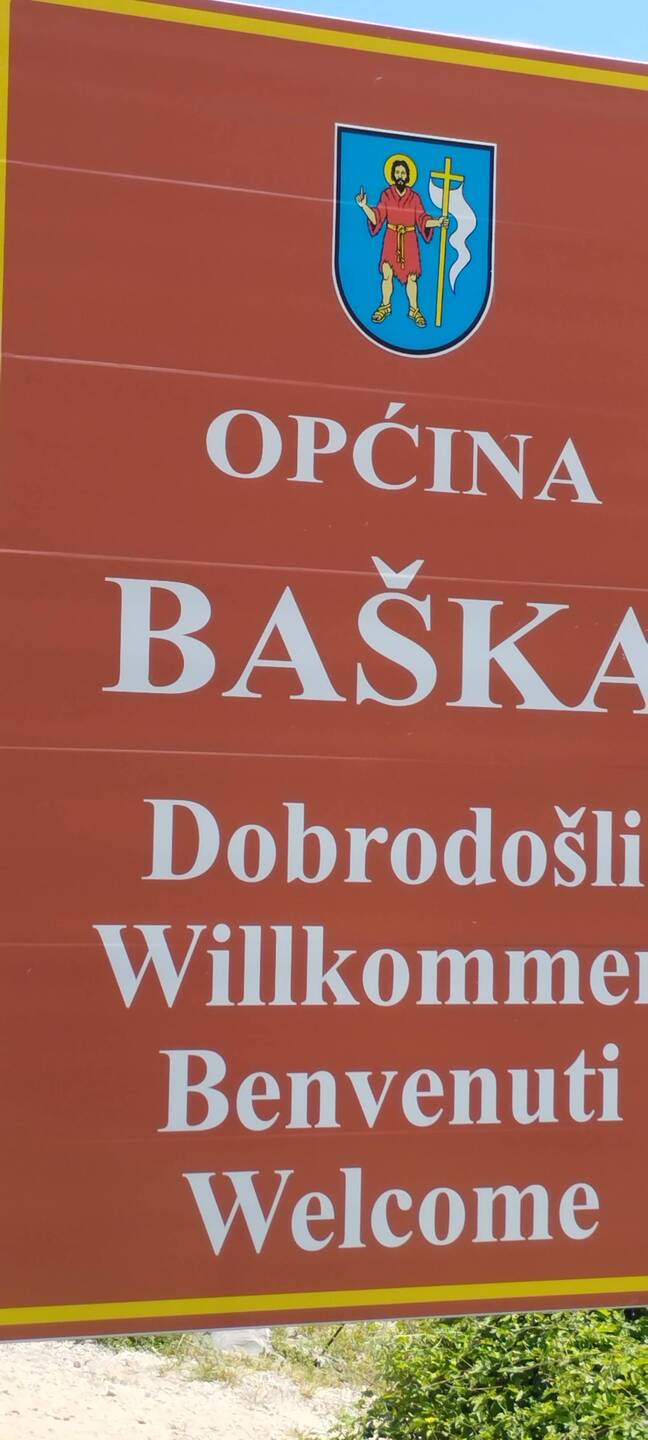 OPĆINA
BAŠKA
Dobrodošli
Willkommen
Benvenuti
Welcome